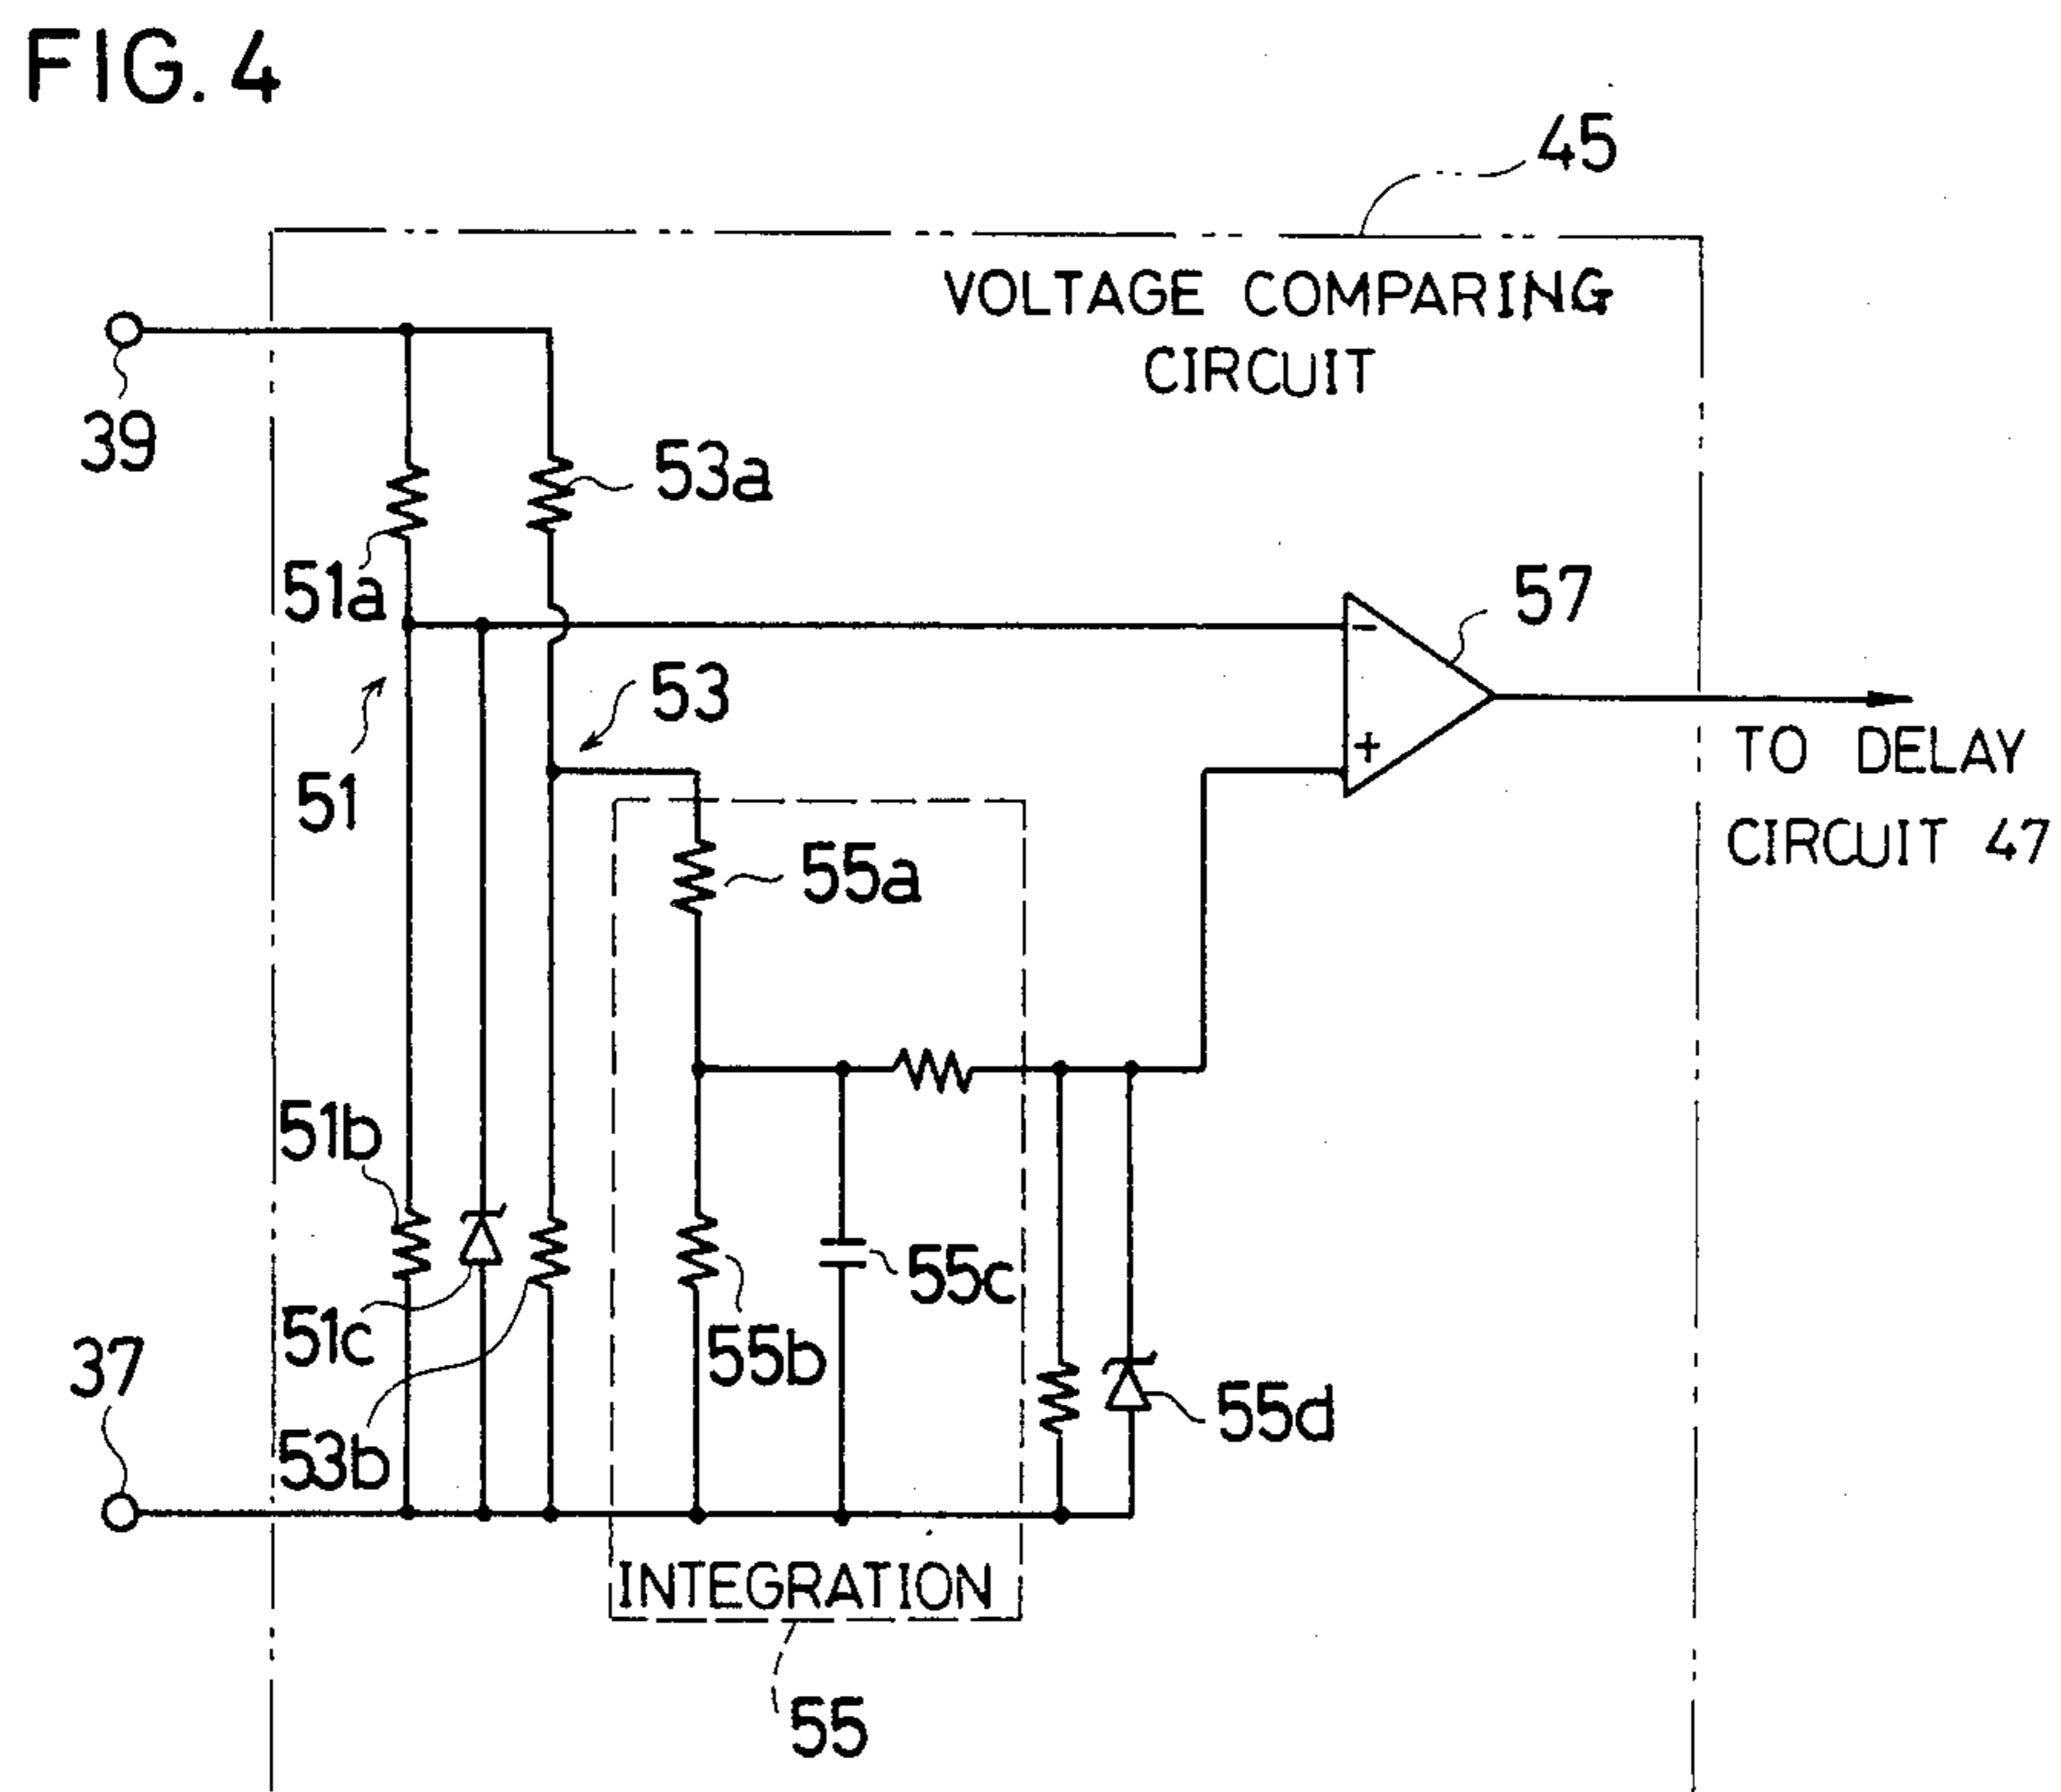 FIG. 4
45
VOLTAGE COMPARING
CIRCUIT
39
53a
51a
57
53
51
TO DELAY
CIRCUIT 47
55a
51b
55c
51c
55b
37
55d
53b
INTEGRATION
55
-
+